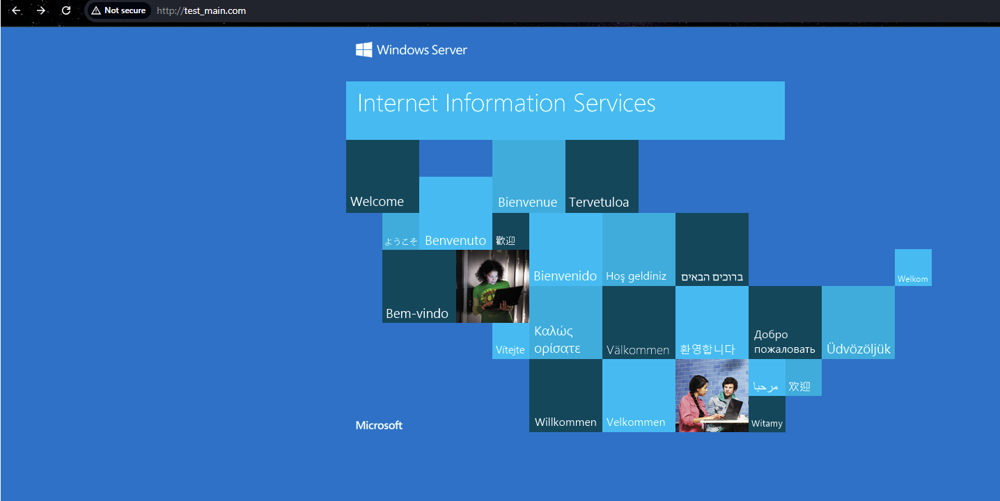 Not secure
http://test_main.com
Windows Server
Internet Information Services
Welcome
Bienvenue
Tervetuloa
ようこそ
Benvenuto
歡迎
Bienvenido
Hoş geldiniz
ברוכים הבאים
Welkom
Bem-vindo
Vítejte
Καλώς
ορίσατε
Välkommen
환영합니다
Добро
пожаловать
Üdvözöljük
Willkommen
Velkommen
مرحبا
欢迎
Witamy
Microsoft